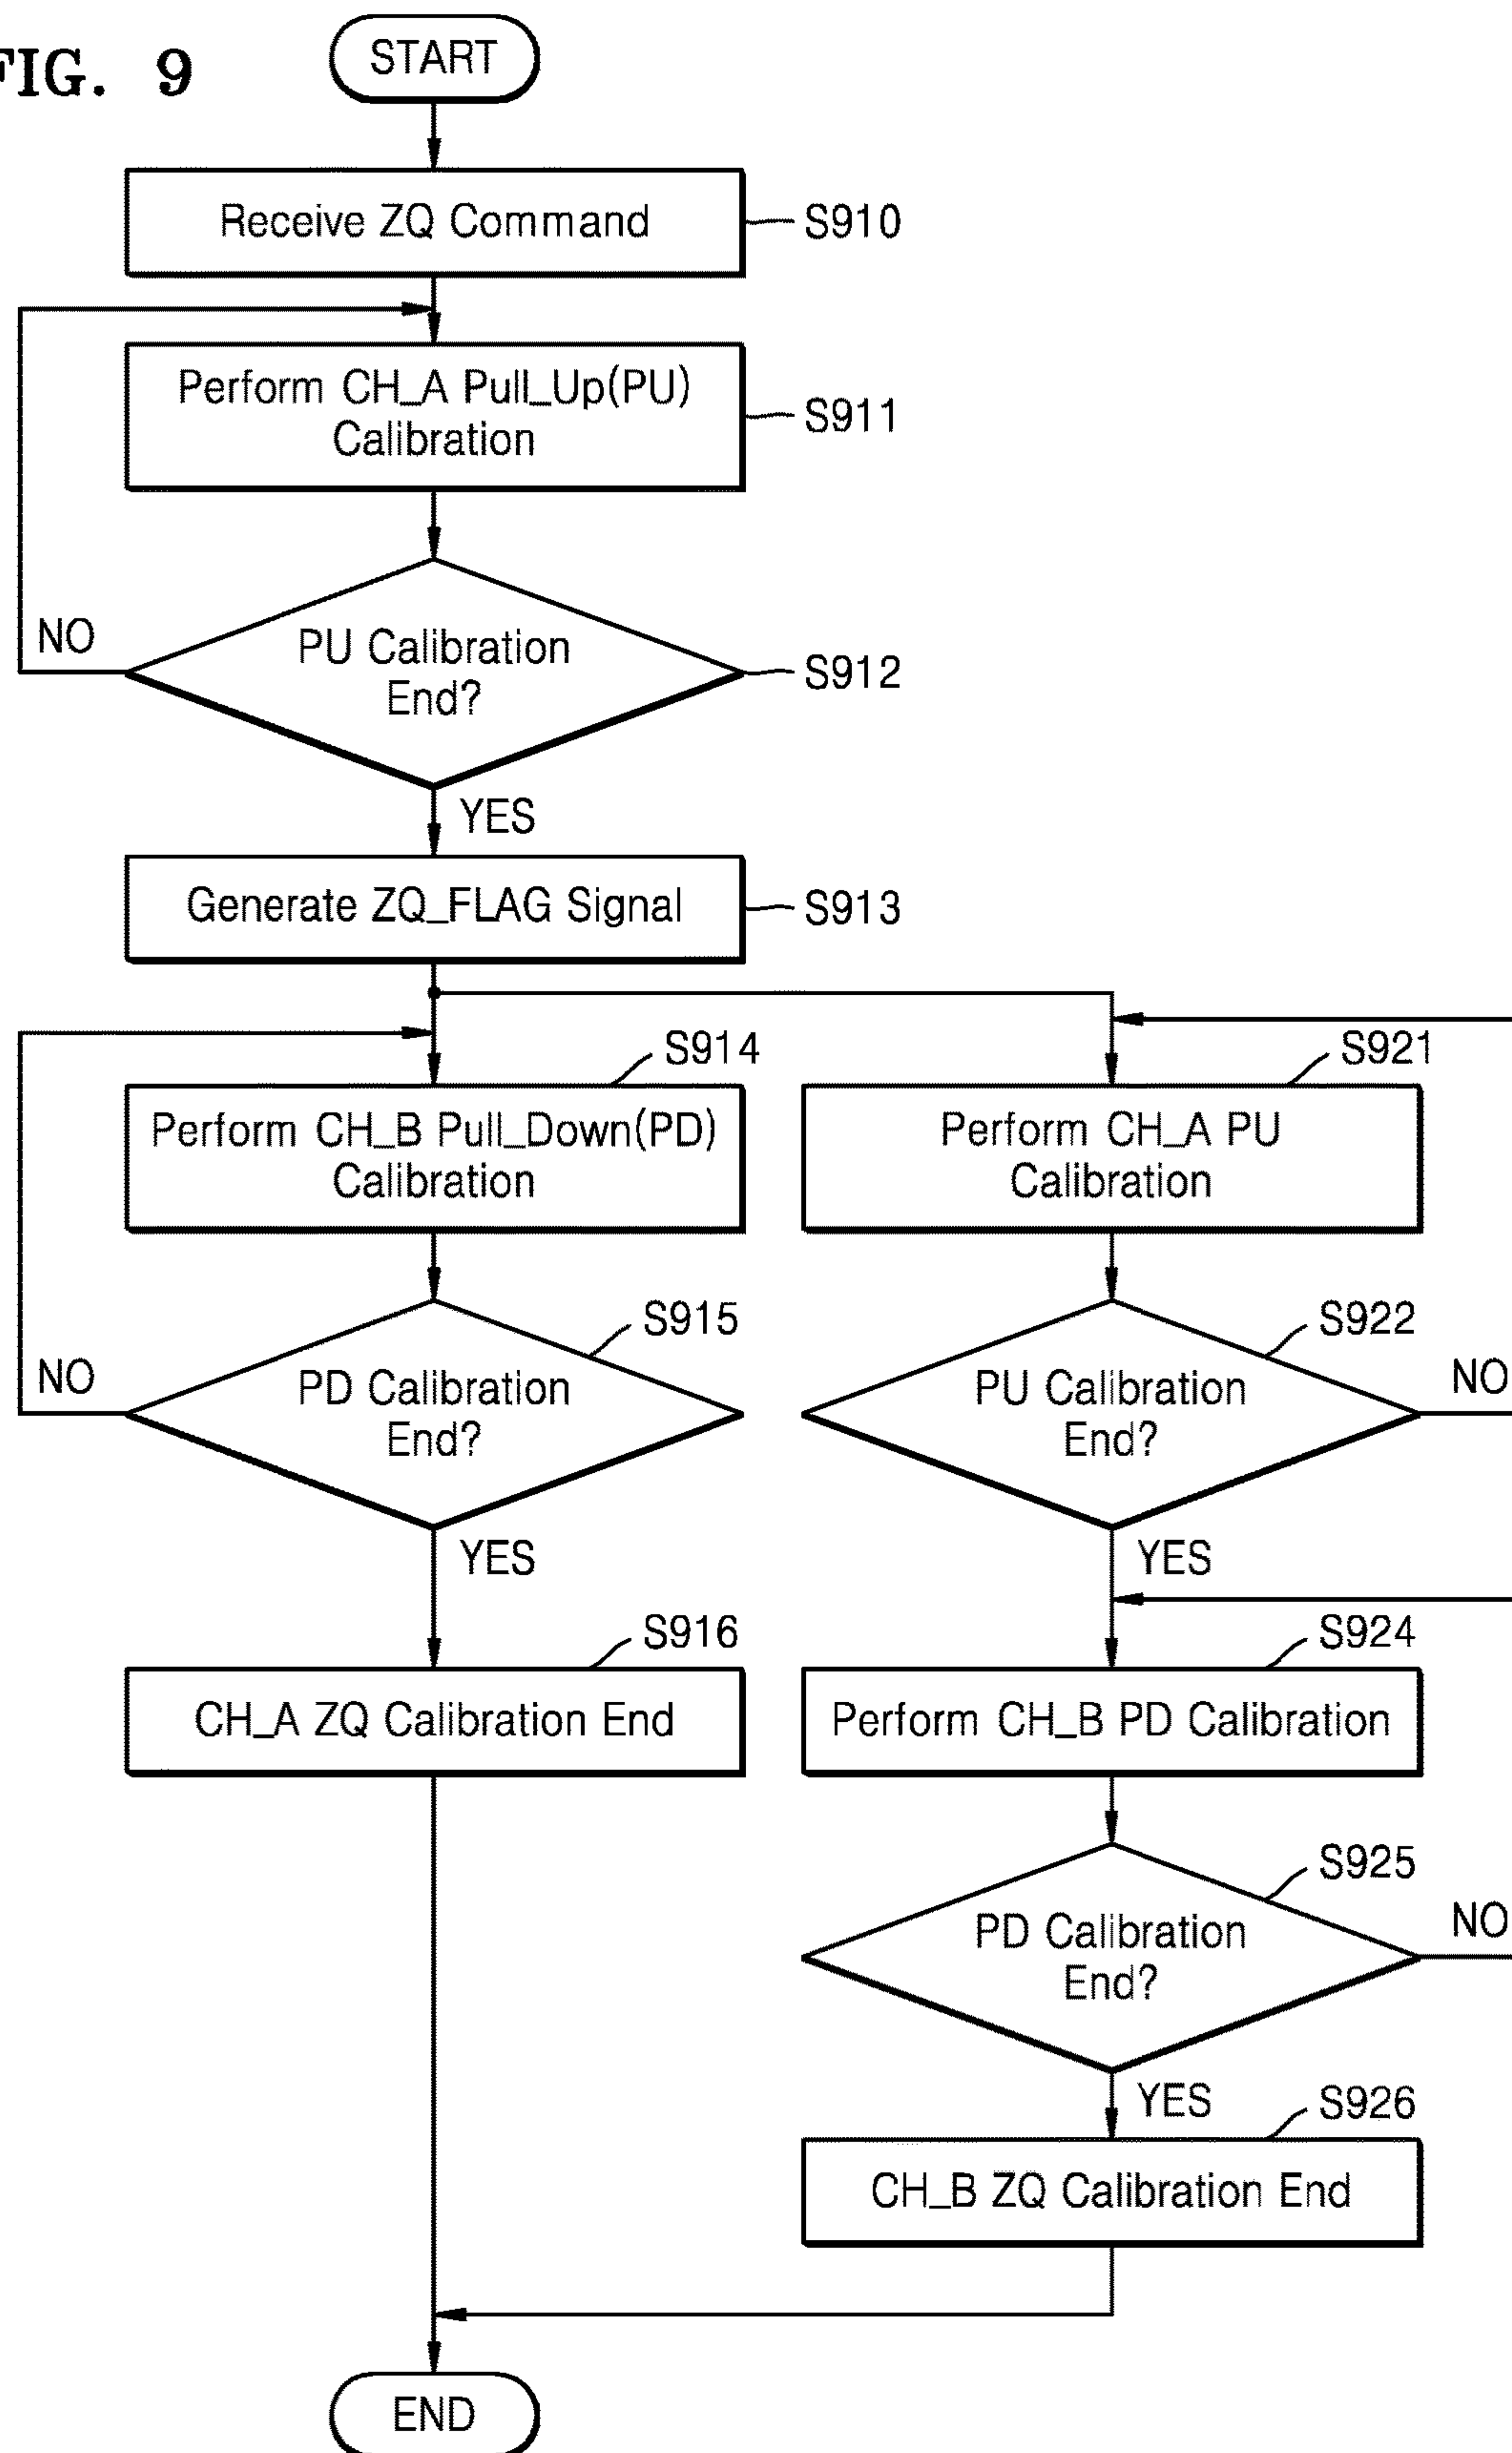 FIG. 9
START
Receive ZQ Command
S910
Perform CH_A Pull_Up(PU)
Calibration
S911
NO
PU Calibration
End?
S912
YES
Generate ZQ_FLAG Signal
S913
S914
Perform CH_B Pull_Down(PD)
Calibration
S921
Perform CH_A PU
Calibration
S915
NO
PD Calibration
End?
S922
PU Calibration
End?
NO
YES
YES
S916
CH_A ZQ Calibration End
S924
Perform CH_B PD Calibration
S925
PD Calibration
End?
NO
YES
S926
CH_B ZQ Calibration End
END